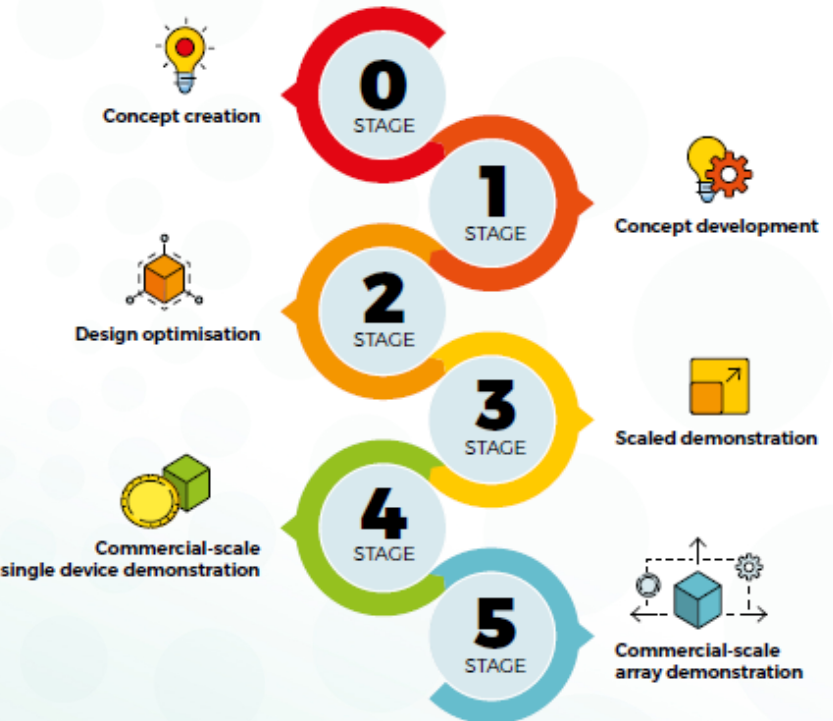 0
STAGE
Concept creation
1
STAGE
Concept development
2
STAGE
Design optimisation
3
STAGE
Scaled demonstration
4
STAGE
Commercial-scale
single device demonstration
5
STAGE
Commercial-scale
array demonstration